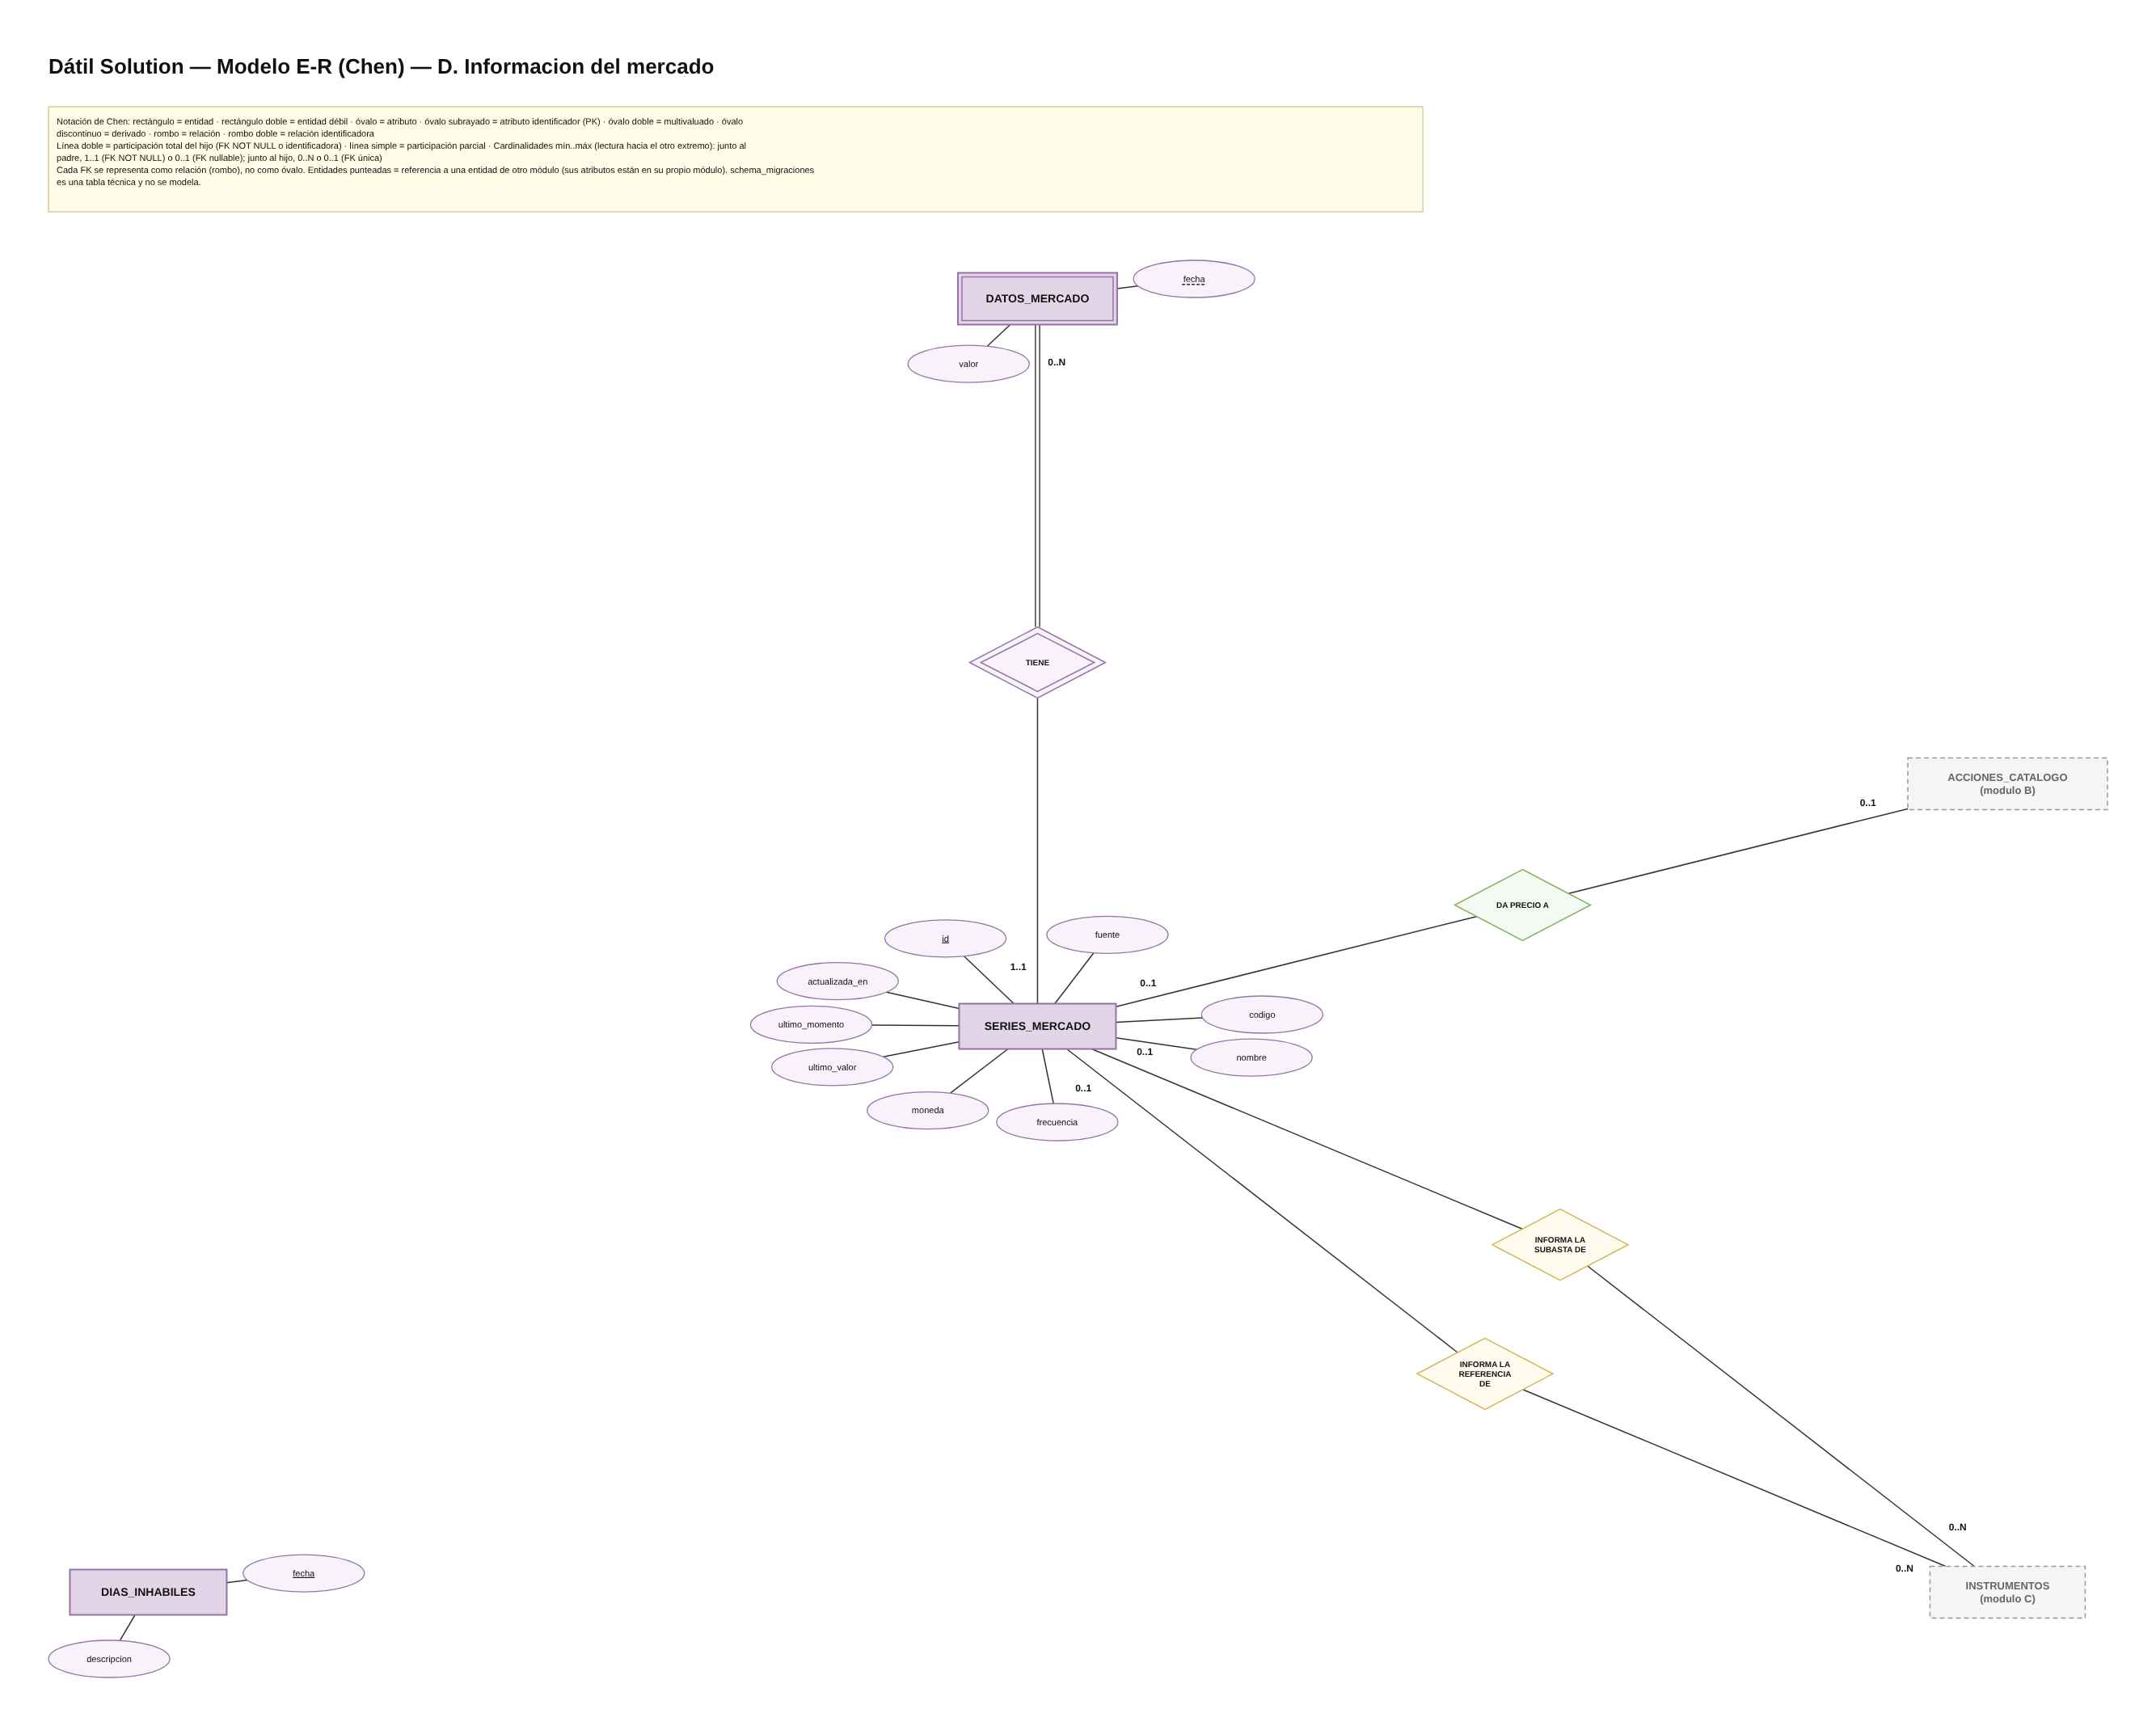 Dátil Solution — Modelo E-R (Chen) — D. Informacion del mercado
Notación de Chen: rectángulo = entidad · rectángulo doble = entidad débil · óvalo = atributo · óvalo subrayado = atributo identificador (PK) · óvalo doble = multivaluado · óvalo
discontinuo = derivado · rombo = relación · rombo doble = relación identificadora
Línea doble = participación total del hijo (FK NOT NULL o identificadora) · línea simple = participación parcial · Cardinalidades mín..máx (lectura hacia el otro extremo): junto al
padre, 1..1 (FK NOT NULL) o 0..1 (FK nullable); junto al hijo, 0..N o 0..1 (FK única)
Cada FK se representa como relación (rombo), no como óvalo. Entidades punteadas = referencia a una entidad de otro módulo (sus atributos están en su propio módulo). schema_migraciones
es una tabla técnica y no se modela.
fecha
DATOS_MERCADO
valor
0..N
TIENE
ACCIONES_CATALOGO
(modulo B)
0..1
DA PRECIO A
id
fuente
1..1
actualizada_en
0..1
codigo
ultimo_momento
SERIES_MERCADO
0..1
nombre
ultimo_valor
0..1
moneda
frecuencia
INFORMA LA
SUBASTA DE
INFORMA LA
REFERENCIA
DE
0..N
0..N
INSTRUMENTOS
(modulo C)
fecha
DIAS_INHABILES
descripcion